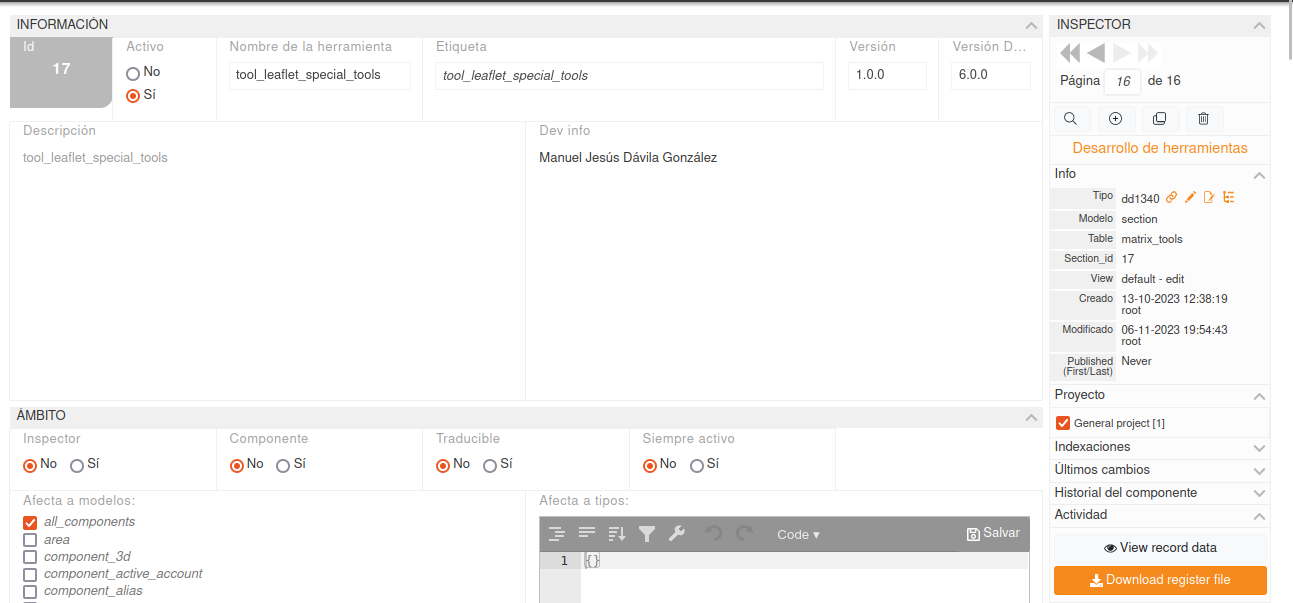 INFORMACIÓN
Id
17
Activo
No
Sí
Nombre de la herramienta
tool_leaflet_special_tools
Etiqueta
tool_leaflet_special_tools
Versión
1.0.0
Versión D...
6.0.0
Descripción
tool_leaflet_special_tools
Dev info
Manuel Jesús Dávila González
ÁMBITO
Inspector
No Sí
Componente
No Sí
Traducible
No Sí
Siempre activo
No Sí
Afecta a modelos:
all_components
area
component_3d
component_active_account
component_alias
Afecta a tipos:
Code ▾ Salvar
1 {}
INSPECTOR
Página 16 de 16
Desarrollo de herramientas
Info
Tipo dd1340
Modelo section
Table matrix_tools
Section_id 17
View default - edit
Creado 13-10-2023 12:38:19
root
Modificado 06-11-2023 19:54:43
root
Published Never
(First/Last)
Proyecto
General project [1]
Indexaciones
Últimos cambios
Historial del componente
Actividad
View record data
Download register file